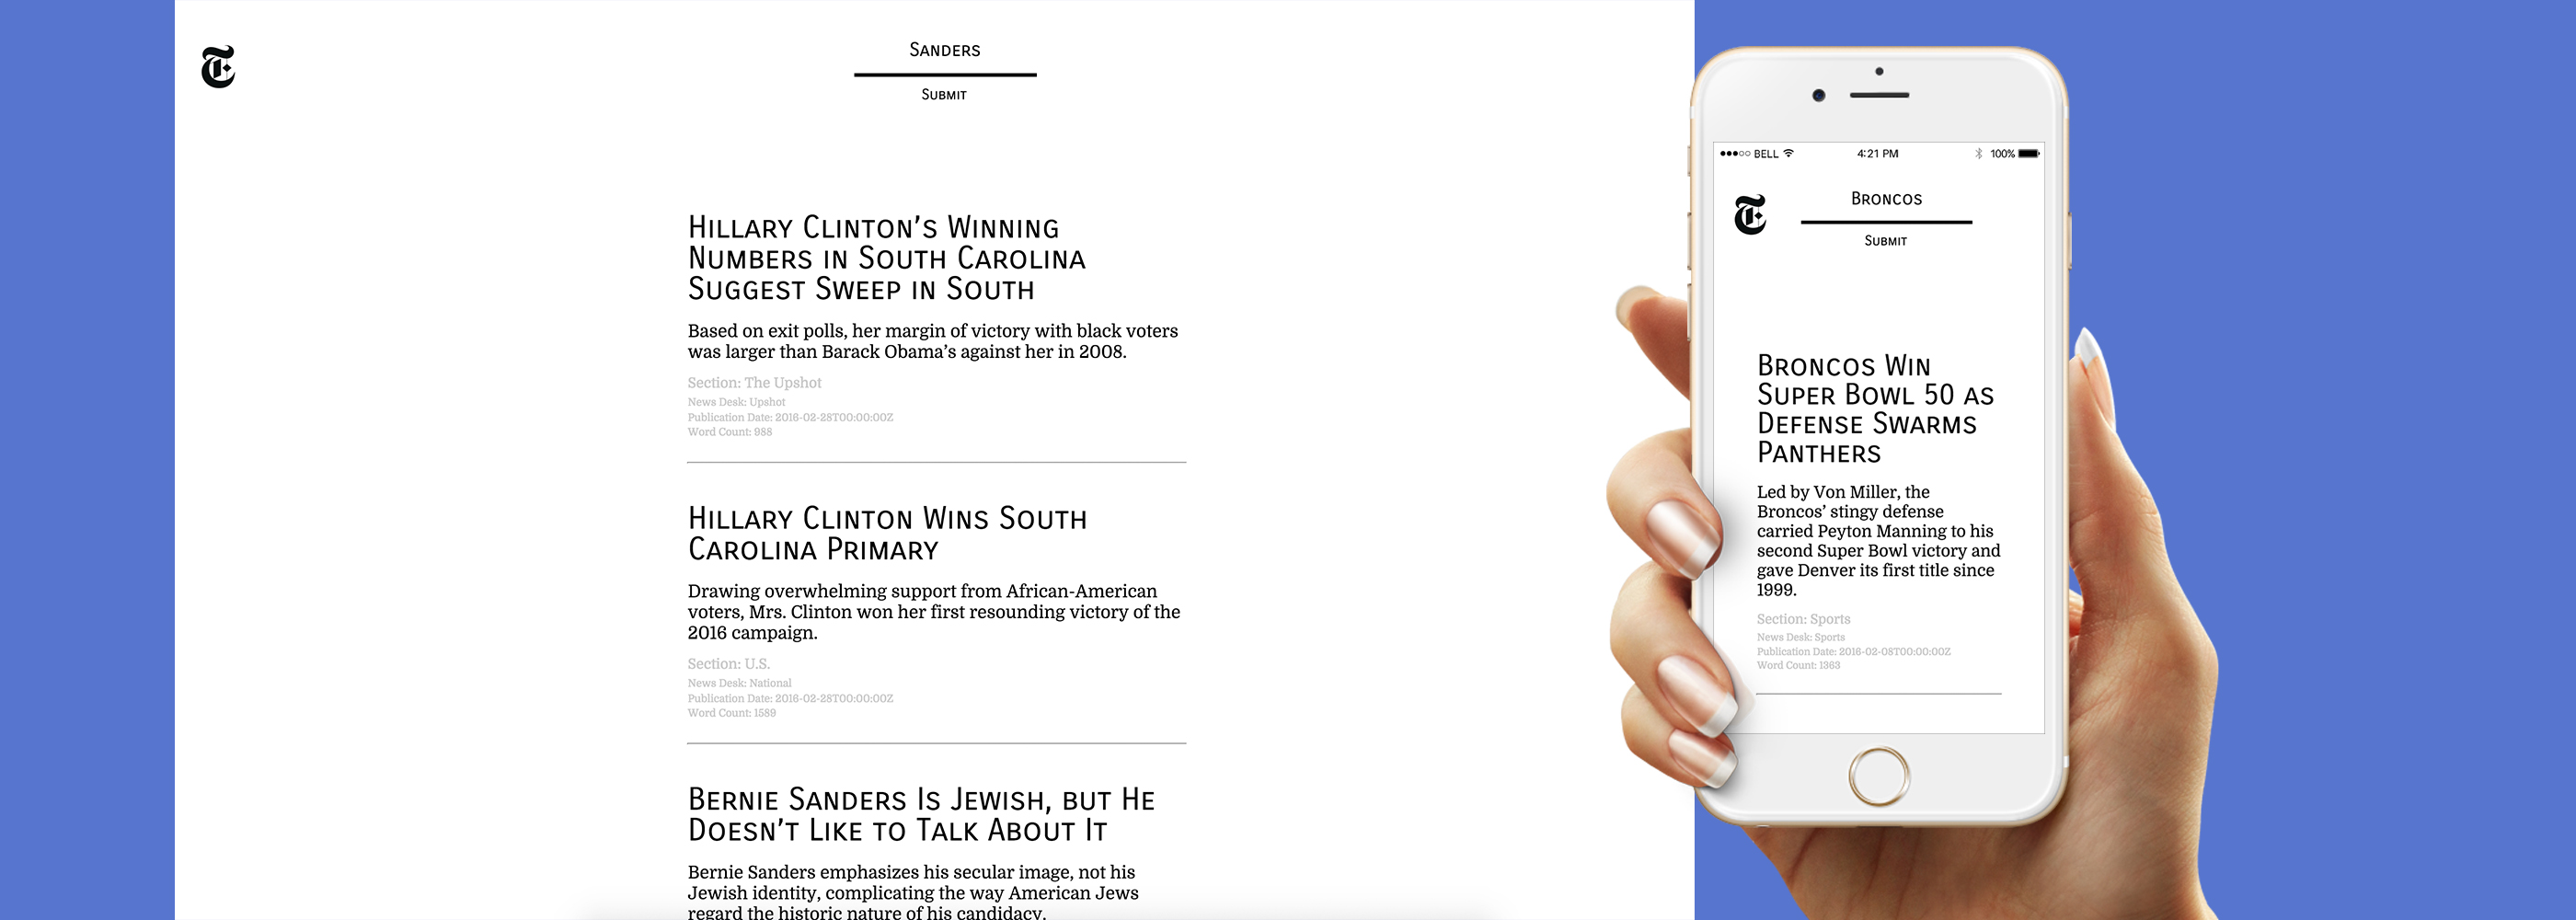 T
Sanders
Submit
Hillary Clinton’s Winning
Numbers in South Carolina
Suggest Sweep in South
Based on exit polls, her margin of victory with black voters
was larger than Barack Obama’s against her in 2008.
Section: The Upshot
News Desk: Upshot
Publication Date: 2016-02-28T00:00:00Z
Word Count: 988
Hillary Clinton Wins South
Carolina Primary
Drawing overwhelming support from African-American
voters, Mrs. Clinton won her first resounding victory of the
2016 campaign.
Section: U.S.
News Desk: National
Publication Date: 2016-02-28T00:00:00Z
Word Count: 1589
Bernie Sanders Is Jewish, but He
Doesn’t Like to Talk About It
Bernie Sanders emphasizes his secular image, not his
Jewish identity, complicating the way American Jews
regard the historic nature of his candidacy.
BELL 4:21 PM 100%
T
Broncos
Submit
Broncos Win
Super Bowl 50 as
Defense Swarms
Panthers
Led by Von Miller, the
Broncos’ stingy defense
carried Peyton Manning to his
second Super Bowl victory and
gave Denver its first title since
1999.
Section: Sports
News Desk: Sports
Publication Date: 2016-02-08T00:00:00Z
Word Count: 1363